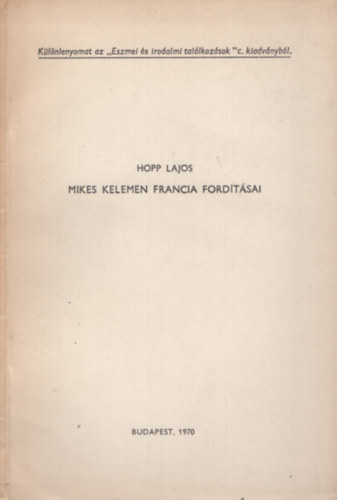 Különlenyomat az „Eszmei és irodalmi találkozások "c. kiadványból.
HOPP LAJOS
MIKES KELEMEN FRANCIA FORDÍTÁSAI
BUDAPEST, 1970